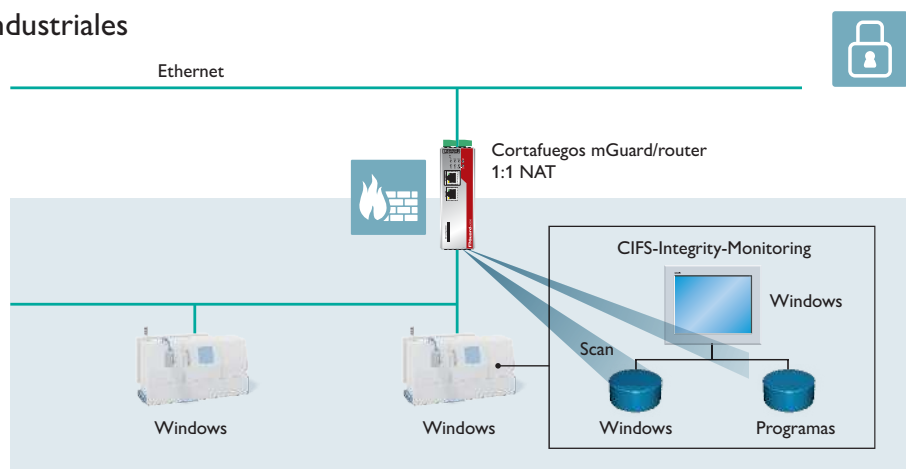 ndustriales
Ethernet
Cortafuegos mGuard/router
1:1 NAT
CIFS-Integrity-Monitoring
Windows
Scan
Windows
Windows
Windows
Programas